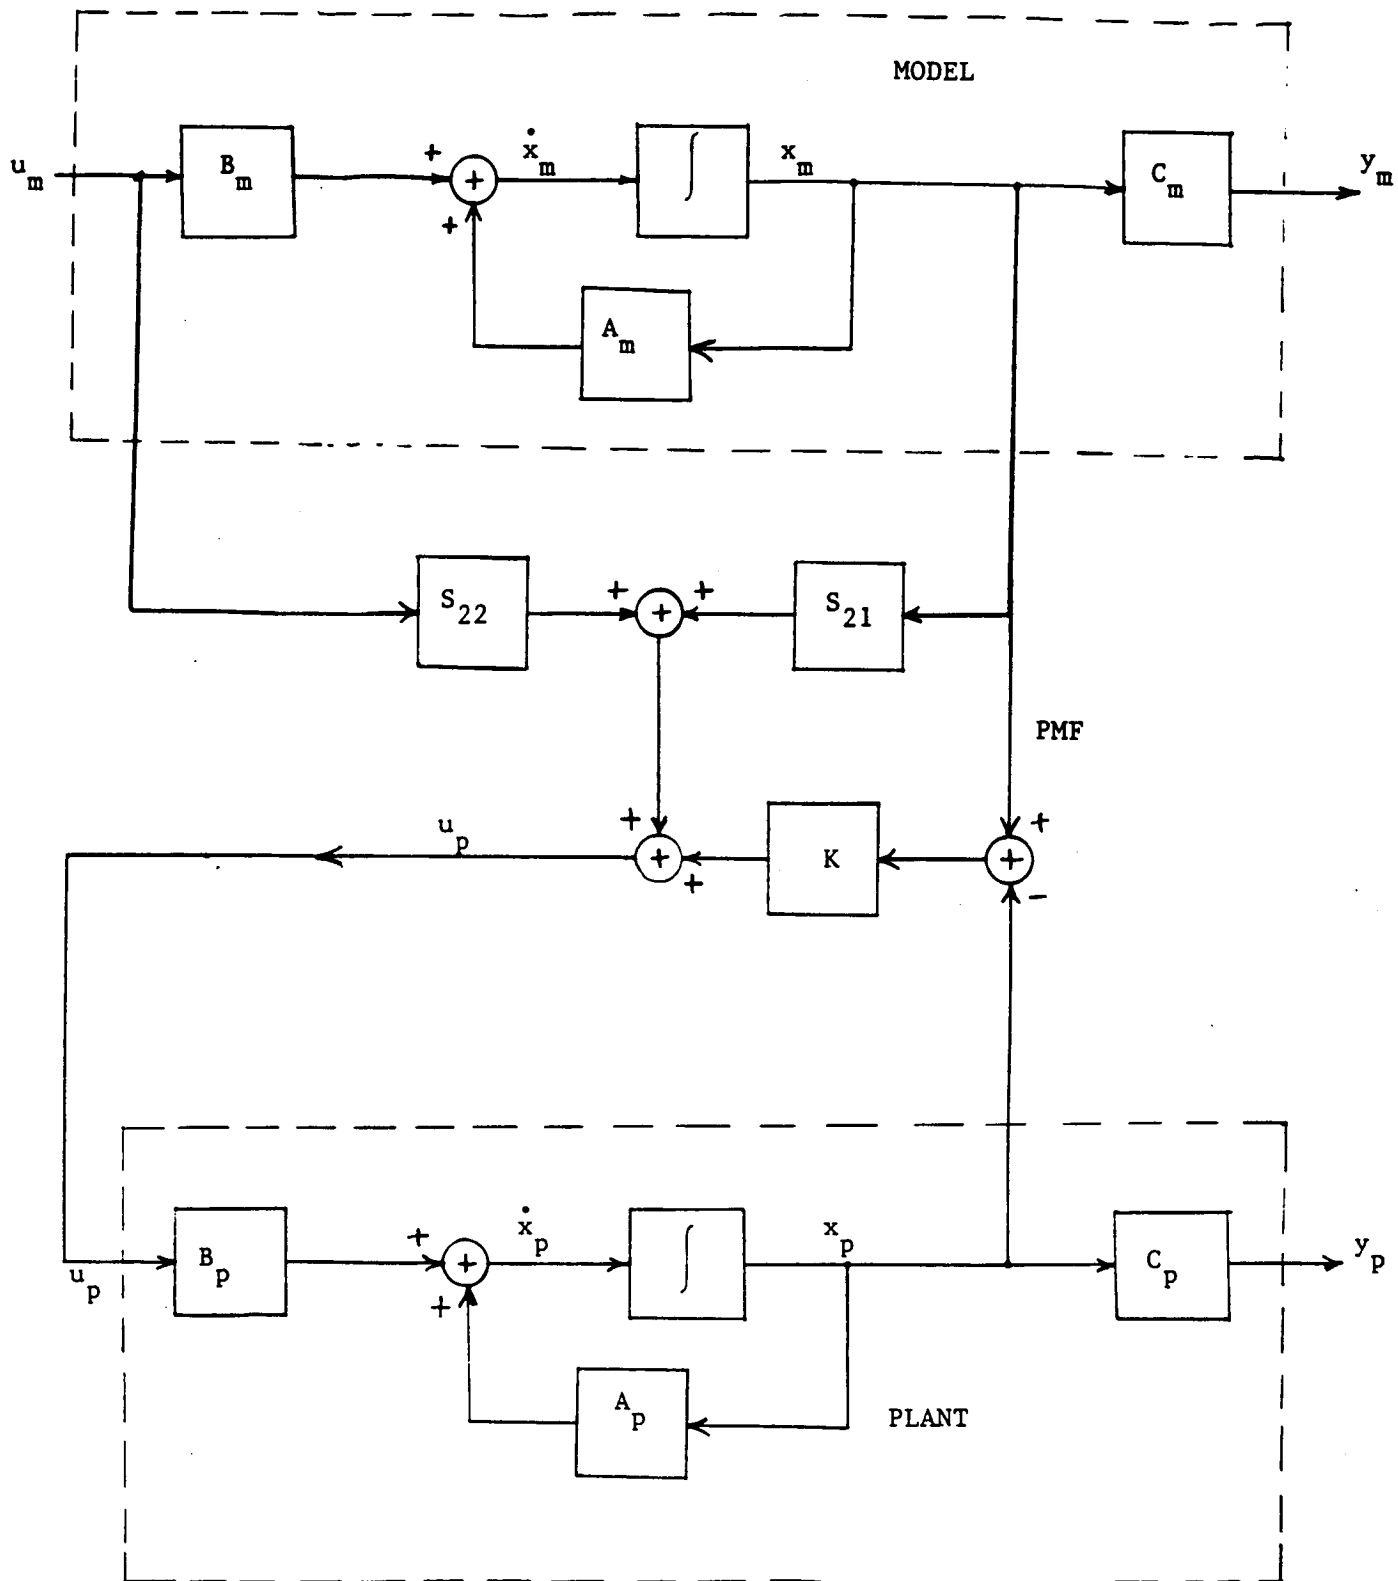 MODEL
u_m
B_m
+
+
+
ẋ_m
∫
x_m
C_m
y_m
A_m
S_22
+
+
+
S_21
PMF
u_p
+
+
+
K
+
+
-
u_p
B_p
+
+
+
ẋ_p
∫
x_p
C_p
y_p
A_p
PLANT